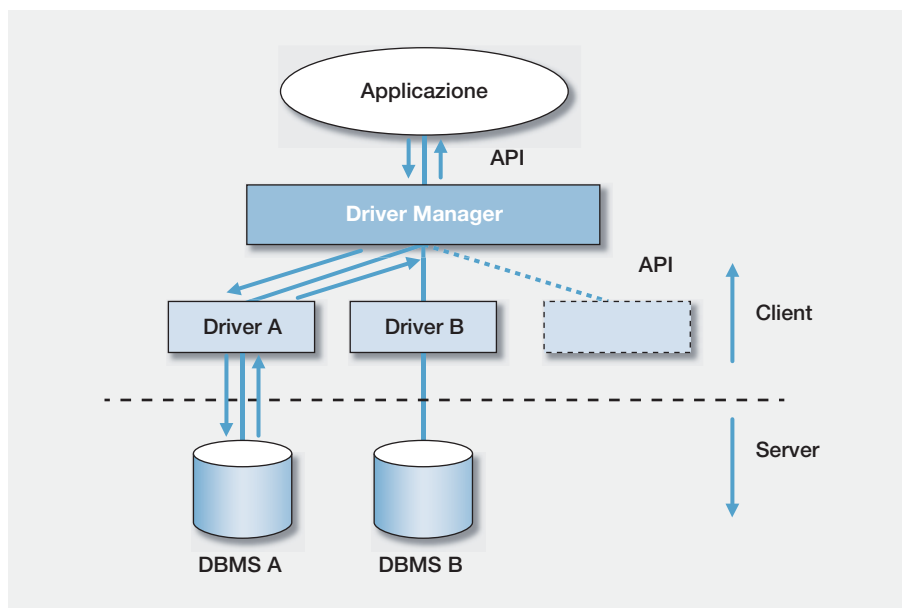 Applicazione
API
Driver Manager
API
Driver A
Driver B
Client
Server
DBMS A
DBMS B